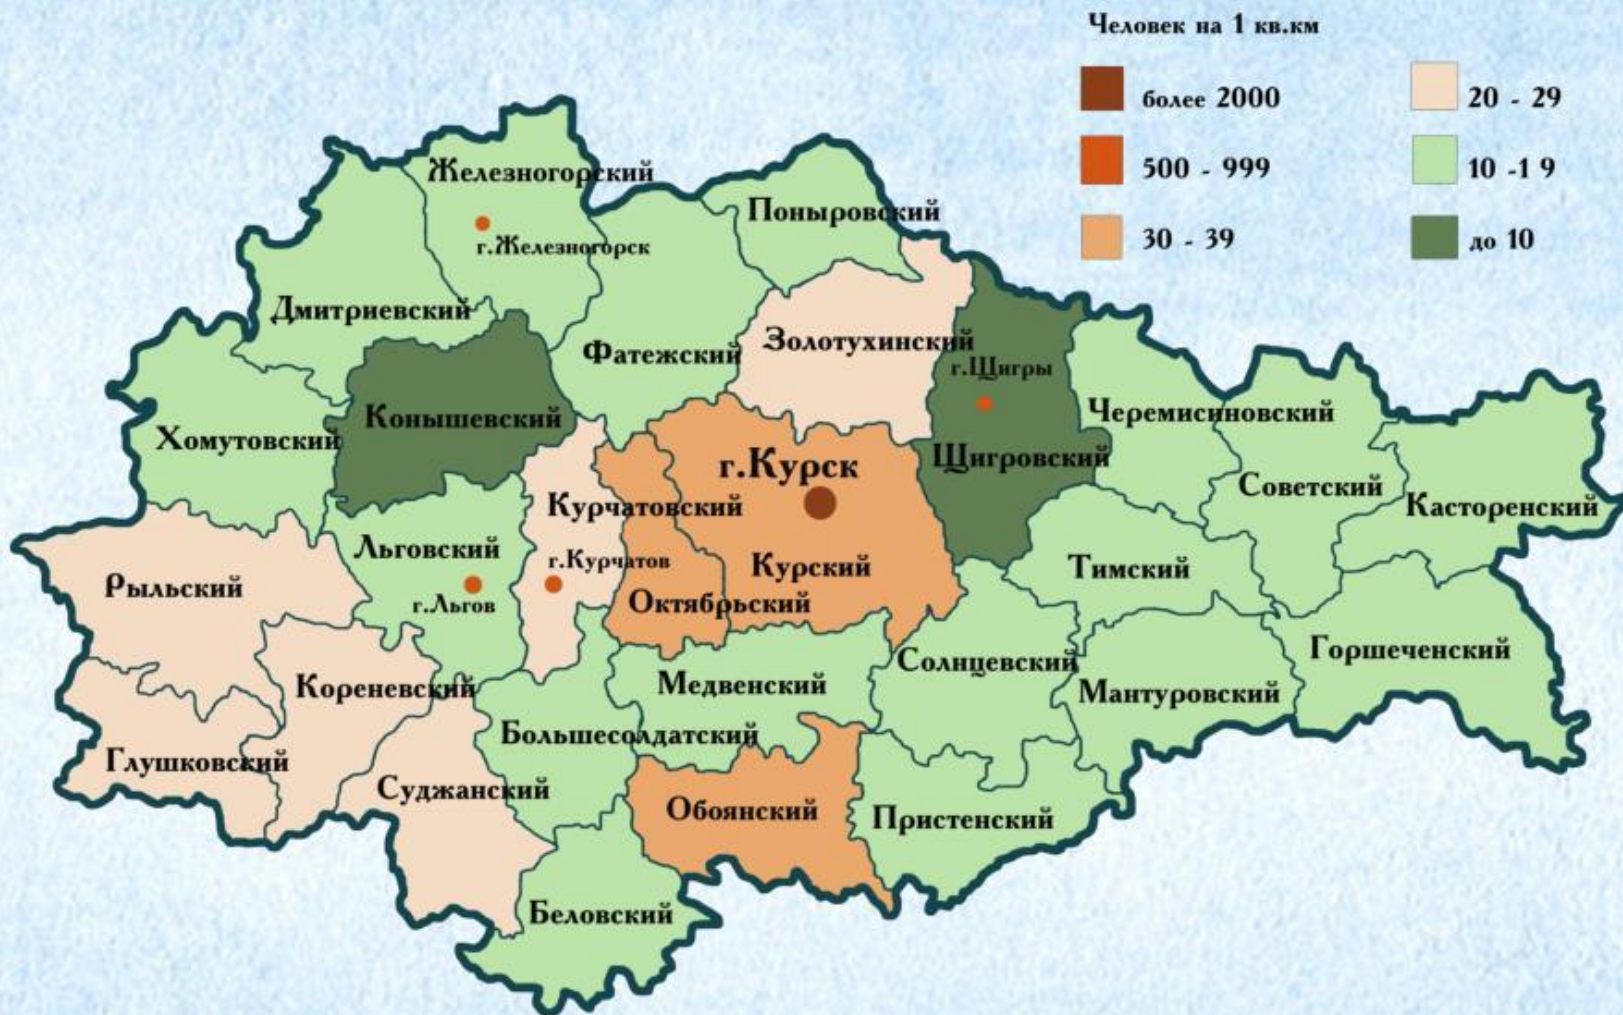 Человек на 1 кв.км
более 2000
20 - 29
500 - 999
10 -1 9
30 - 39
до 10
Железногорский
г.Железногорск
Поныровский
Дмитриевский
Фатежский
Золотухинский
г.Щигры
Конышевский
Черемисиновский
Хомутовский
г.Курск
Щигровский
Советский
Курчатовский
Касторенский
Льговский
г.Курчатов
Курский
Тимский
Рыльский
г.Льгов
Октябрьский
Горшеченский
Солнцевский
Кореневский
Медвенский
Мантуровский
Большесолдатский
Глушковский
Суджанский
Обоянский
Пристенский
Беловский